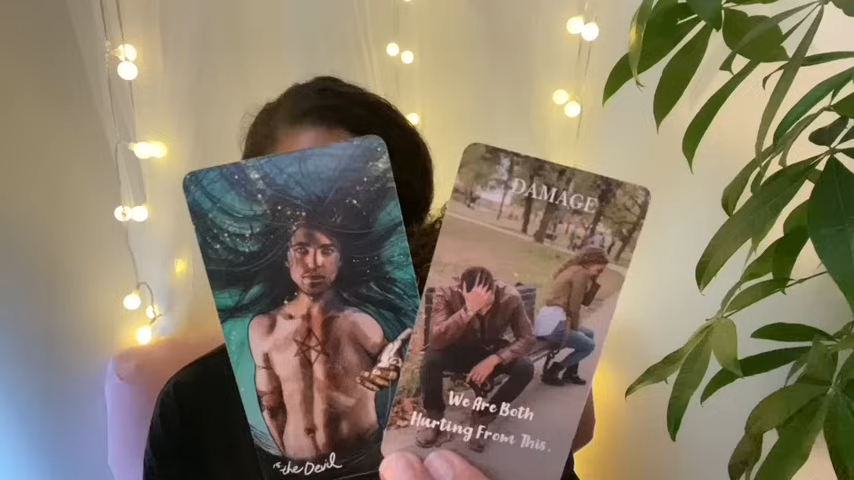 the Devil
DAMAGE
We Are Both
Hurting From This.